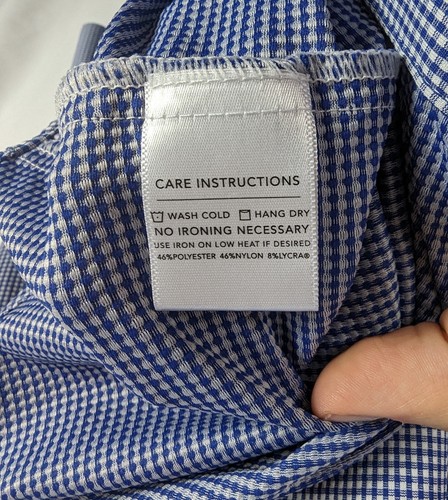 CARE INSTRUCTIONS
WASH COLD HANG DRY
NO IRONING NECESSARY
USE IRON ON LOW HEAT IF DESIRED
46%POLYESTER 46%NYLON 8%LYCRA®